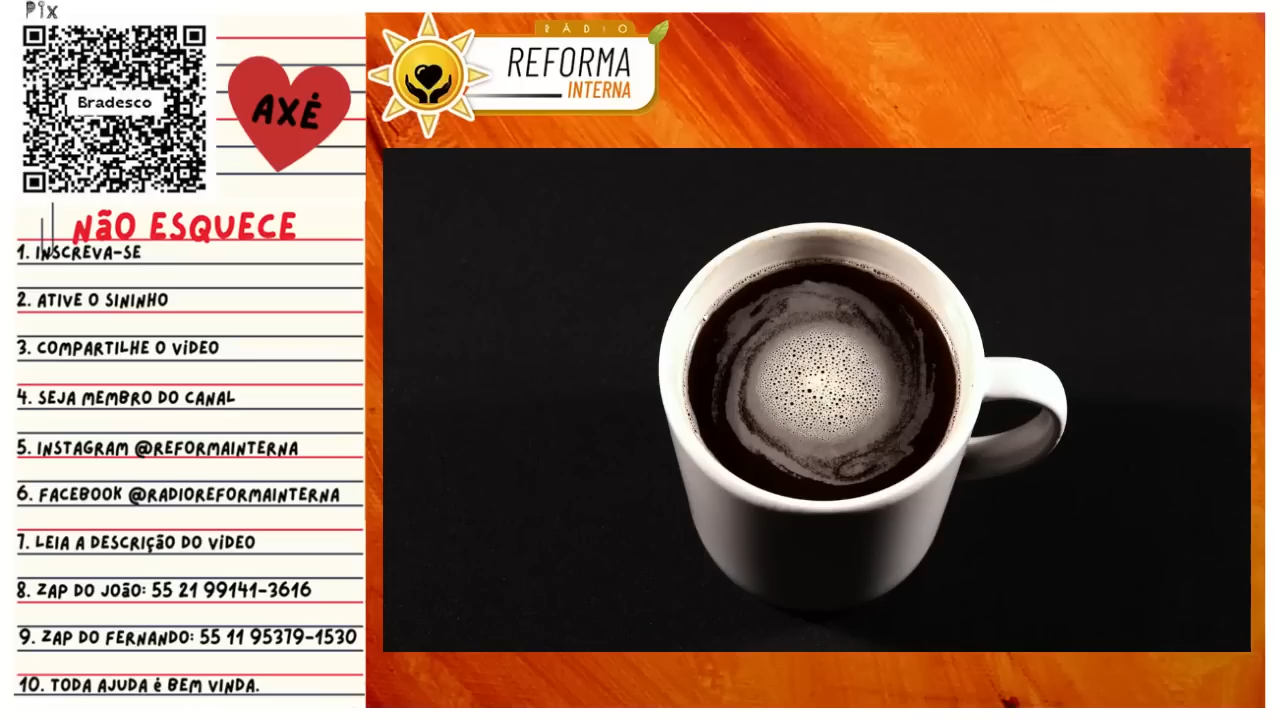 Pix
Bradesco
AXÉ
NÃO ESQUECE
1. INSCREVA-SE
2. ATIVE O SININHO
3. COMPARTILHE O VÍDEO
4. SEJA MEMBRO DO CANAL
5. INSTAGRAM @REFORMAINTERNA
6. FACEBOOK @RADIOREFORMAINTERNA
7. LEIA A DESCRIÇÃO DO VÍDEO
8. ZAP DO JOÃO: 55 21 99141-3616
9. ZAP DO FERNANDO: 55 11 95379-1530
10. TODA AJUDA É BEM VINDA.
RÁDIO
REFORMA
INTERNA